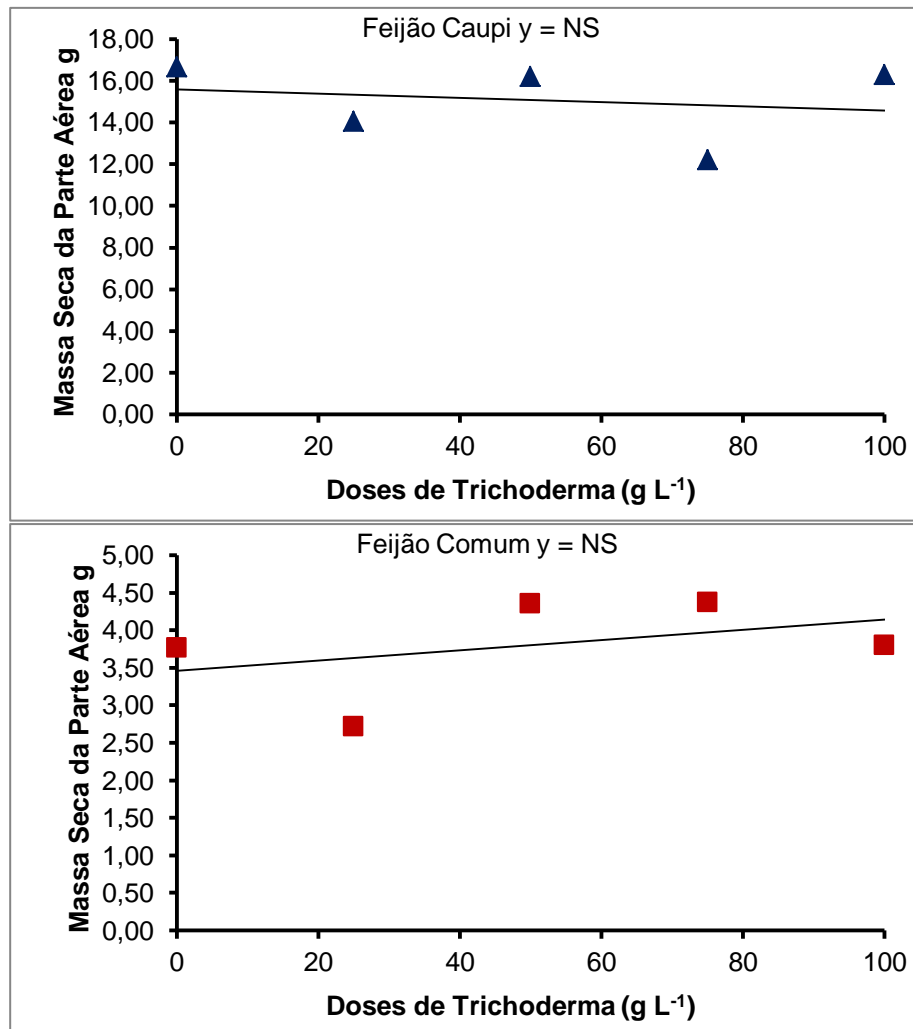 Feijão Caupi y = NS
Massa Seca da Parte Aérea g
18,00
16,00
14,00
12,00
10,00
8,00
6,00
4,00
2,00
0,00
0 20 40 60 80 100
Doses de Trichoderma (g L⁻¹)
Feijão Comum y = NS
Massa Seca da Parte Aérea g
5,00
4,50
4,00
3,50
3,00
2,50
2,00
1,50
1,00
0,50
0,00
0 20 40 60 80 100
Doses de Trichoderma (g L⁻¹)